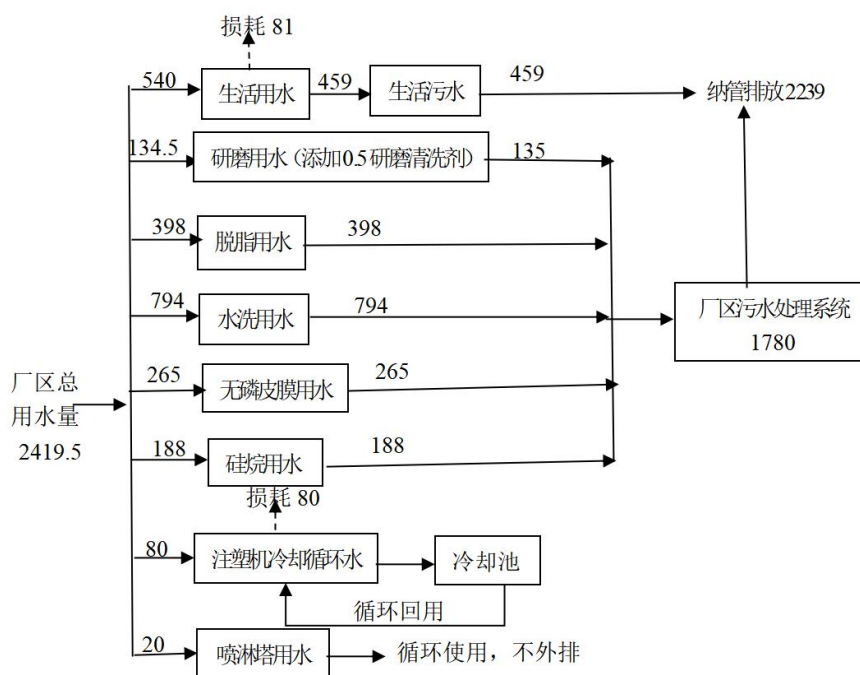 损耗 81
540
生活用水
459
生活污水
459
纳管排放2239
134.5
研磨用水（添加0.5研磨清洗剂）
135
398
脱脂用水
398
794
水洗用水
794
厂区污水处理系统
1780
265
无磷皮膜用水
265
厂区总
用水量
2419.5
188
硅烷用水
188
损耗 80
80
注塑机冷却循环水
冷却池
循环回用
20
喷淋塔用水
循环使用，不外排